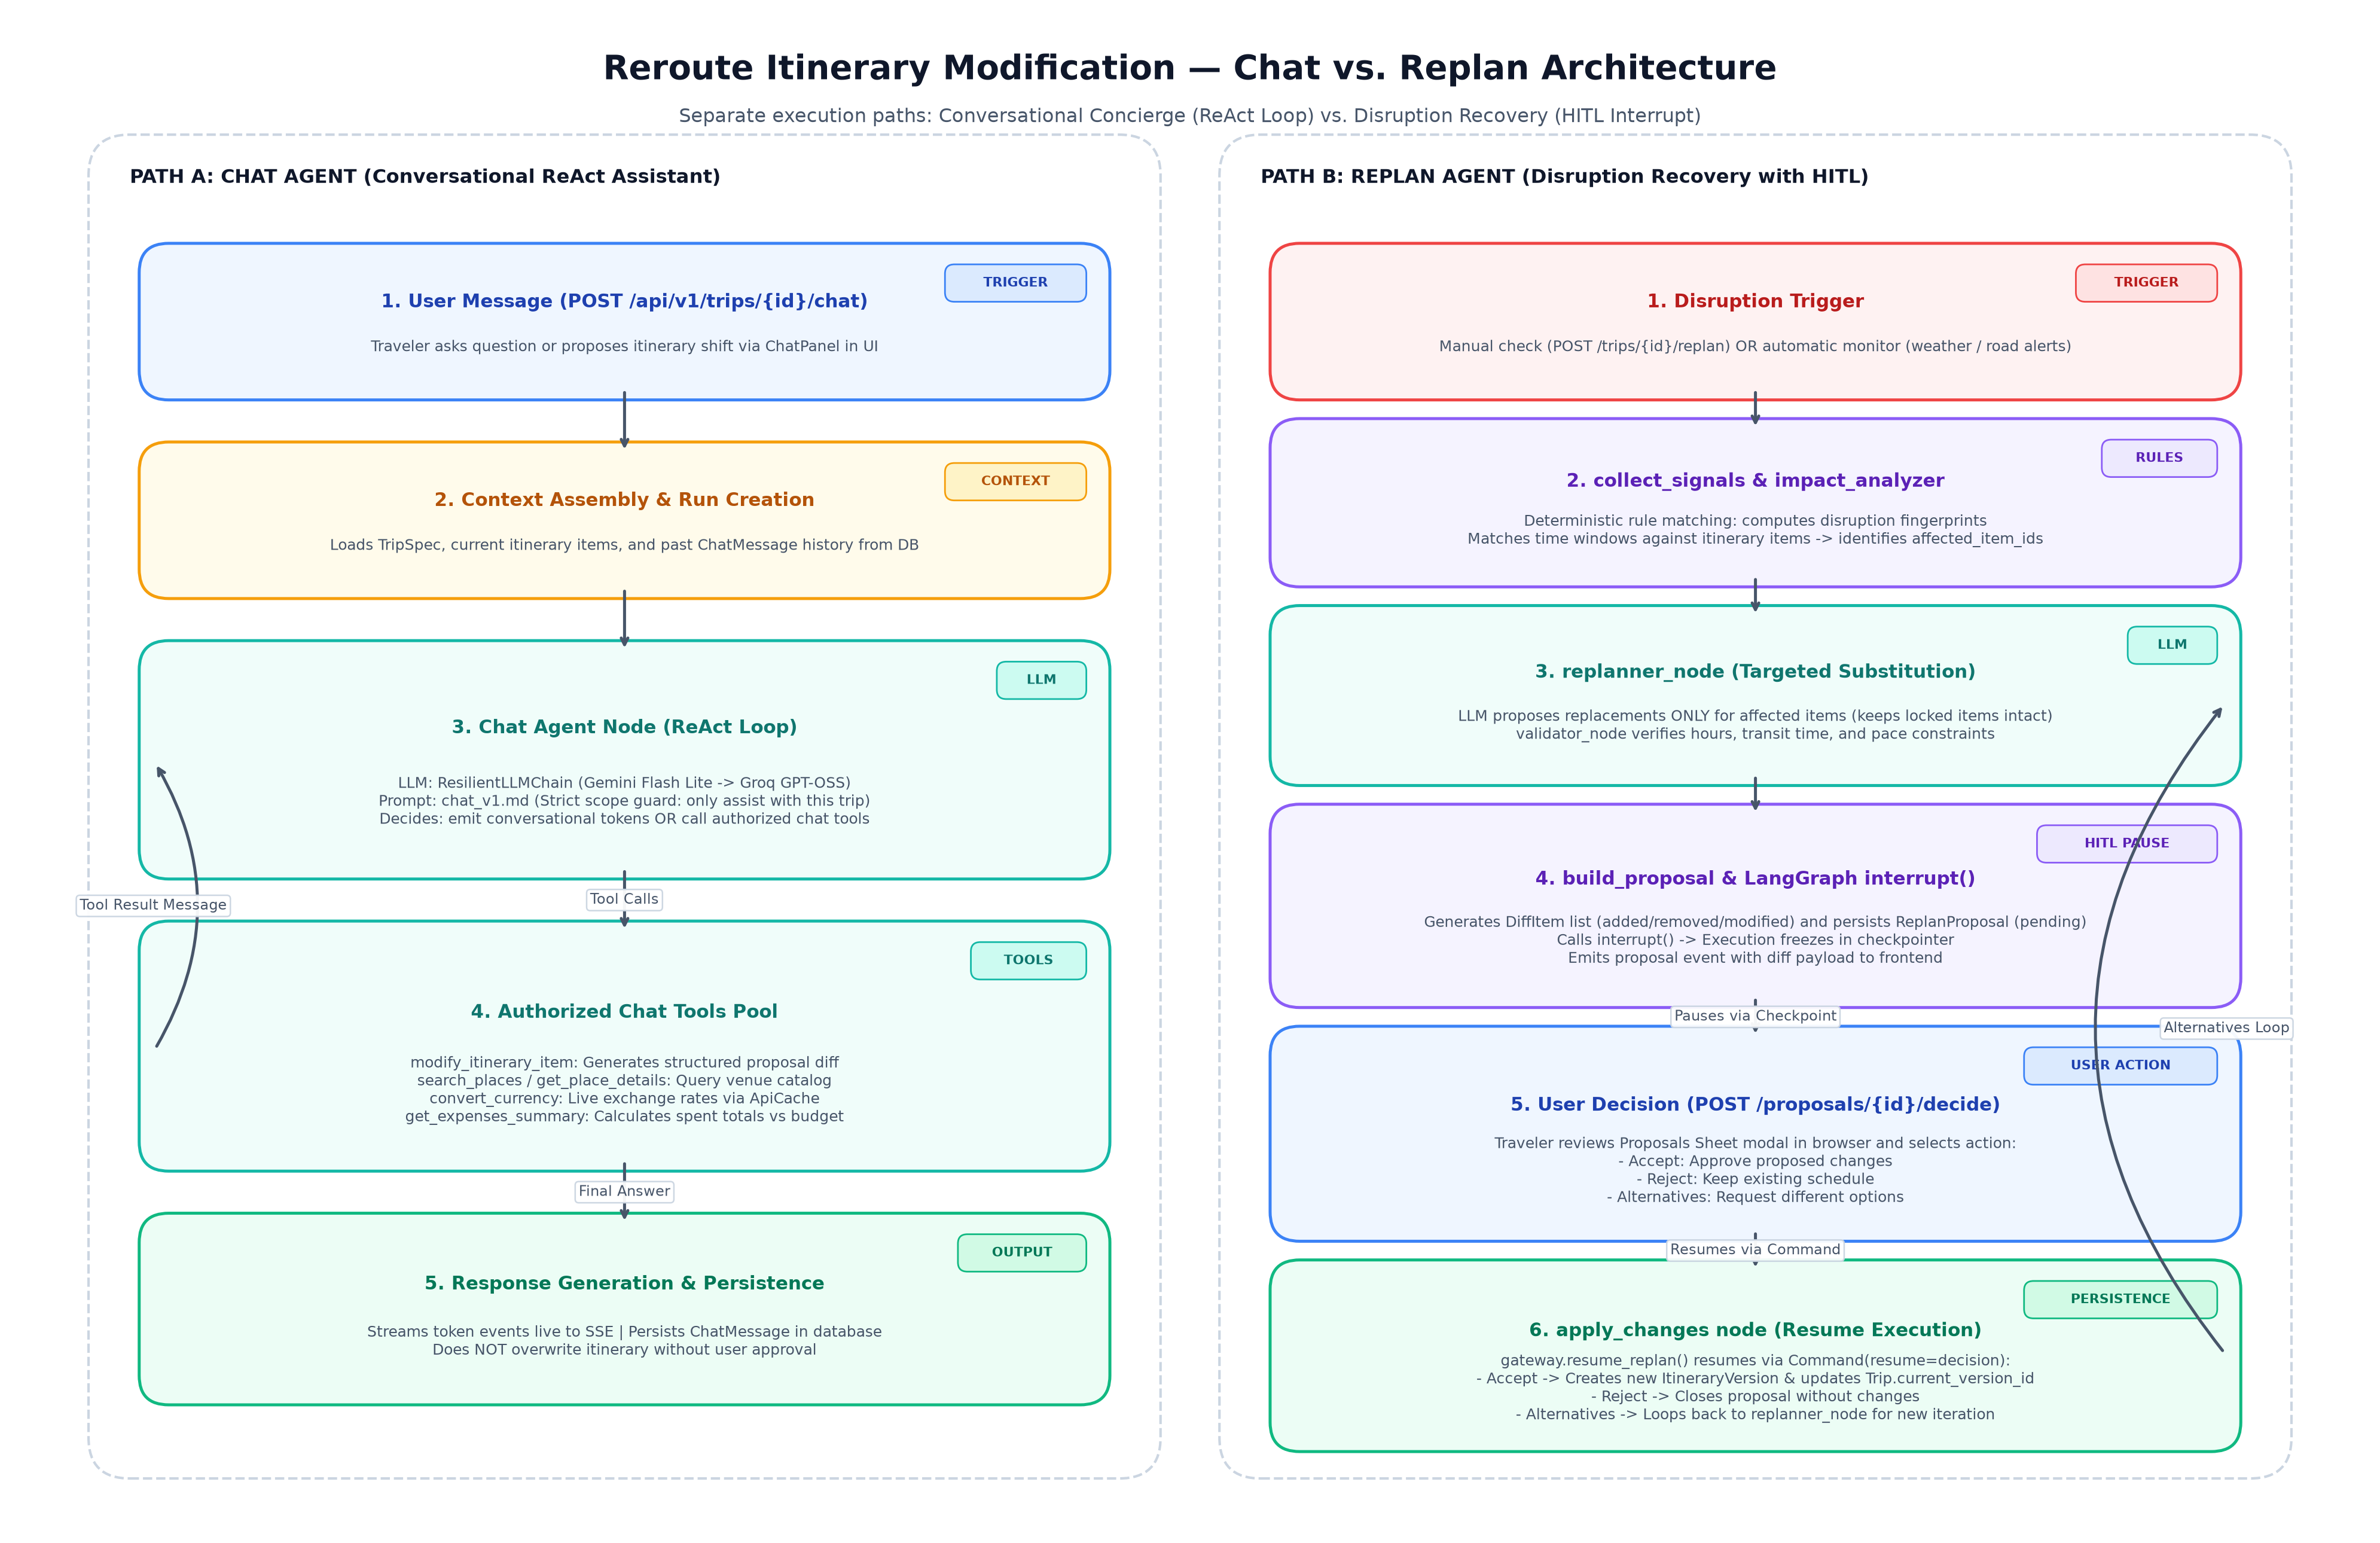 Reroute Itinerary Modification — Chat vs. Replan Architecture
Separate execution paths: Conversational Concierge (ReAct Loop) vs. Disruption Recovery (HITL Interrupt)
PATH A: CHAT AGENT (Conversational ReAct Assistant)
TRIGGER
1. User Message (POST /api/v1/trips/{id}/chat)
Traveler asks question or proposes itinerary shift via ChatPanel in UI
CONTEXT
2. Context Assembly & Run Creation
Loads TripSpec, current itinerary items, and past ChatMessage history from DB
LLM
3. Chat Agent Node (ReAct Loop)
LLM: ResilientLLMChain (Gemini Flash Lite -> Groq GPT-OSS)
Prompt: chat_v1.md (Strict scope guard: only assist with this trip)
Decides: emit conversational tokens OR call authorized chat tools
Tool Result Message
Tool Calls
TOOLS
4. Authorized Chat Tools Pool
modify_itinerary_item: Generates structured proposal diff
search_places / get_place_details: Query venue catalog
convert_currency: Live exchange rates via ApiCache
get_expenses_summary: Calculates spent totals vs budget
Final Answer
OUTPUT
5. Response Generation & Persistence
Streams token events live to SSE | Persists ChatMessage in database
Does NOT overwrite itinerary without user approval
PATH B: REPLAN AGENT (Disruption Recovery with HITL)
TRIGGER
1. Disruption Trigger
Manual check (POST /trips/{id}/replan) OR automatic monitor (weather / road alerts)
RULES
2. collect_signals & impact_analyzer
Deterministic rule matching: computes disruption fingerprints
Matches time windows against itinerary items -> identifies affected_item_ids
LLM
3. replanner_node (Targeted Substitution)
LLM proposes replacements ONLY for affected items (keeps locked items intact)
validator_node verifies hours, transit time, and pace constraints
HITL PAUSE
4. build_proposal & LangGraph interrupt()
Generates DiffItem list (added/removed/modified) and persists ReplanProposal (pending)
Calls interrupt() -> Execution freezes in checkpointer
Emits proposal event with diff payload to frontend
Pauses via Checkpoint
Alternatives Loop
USER ACTION
5. User Decision (POST /proposals/{id}/decide)
Traveler reviews Proposals Sheet modal in browser and selects action:
- Accept: Approve proposed changes
- Reject: Keep existing schedule
- Alternatives: Request different options
Resumes via Command
PERSISTENCE
6. apply_changes node (Resume Execution)
gateway.resume_replan() resumes via Command(resume=decision):
- Accept -> Creates new ItineraryVersion & updates Trip.current_version_id
- Reject -> Closes proposal without changes
- Alternatives -> Loops back to replanner_node for new iteration